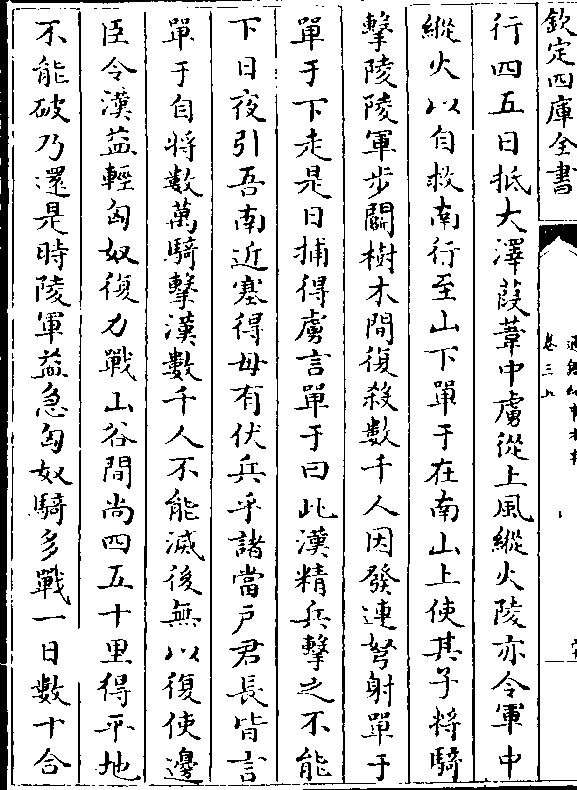 欽定四庫全書
卷三上
行四五日抵大澤葭葦中虜從上風縱火陵亦令軍中
縱火以自救南行至山下單于在南山上使其子將騎
擊陵陵軍步鬬樹木間復殺數千人因發連弩射單于
單于下走是日捕得虜言單于曰此漢精兵擊之不能
下日夜引吾南近塞得毋有伏兵乎諸當戶君長皆言
單于自將數萬騎擊漢數千人不能滅後無以復使邊
臣令漢益輕匈奴復力戰山谷間尚四五十里得平地
不能破乃還是時陵軍益急匈奴騎多戰一日數十合